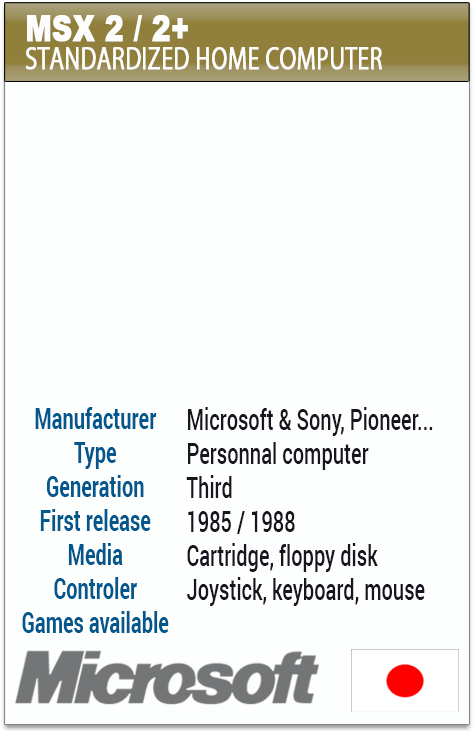 MSX 2 / 2+
STANDARDIZED HOME COMPUTER
Manufacturer Microsoft & Sony, Pioneer...
Type Personnal computer
Generation Third
First release 1985 / 1988
Media Cartridge, floppy disk
Controler Joystick, keyboard, mouse
Games available
Microsoft